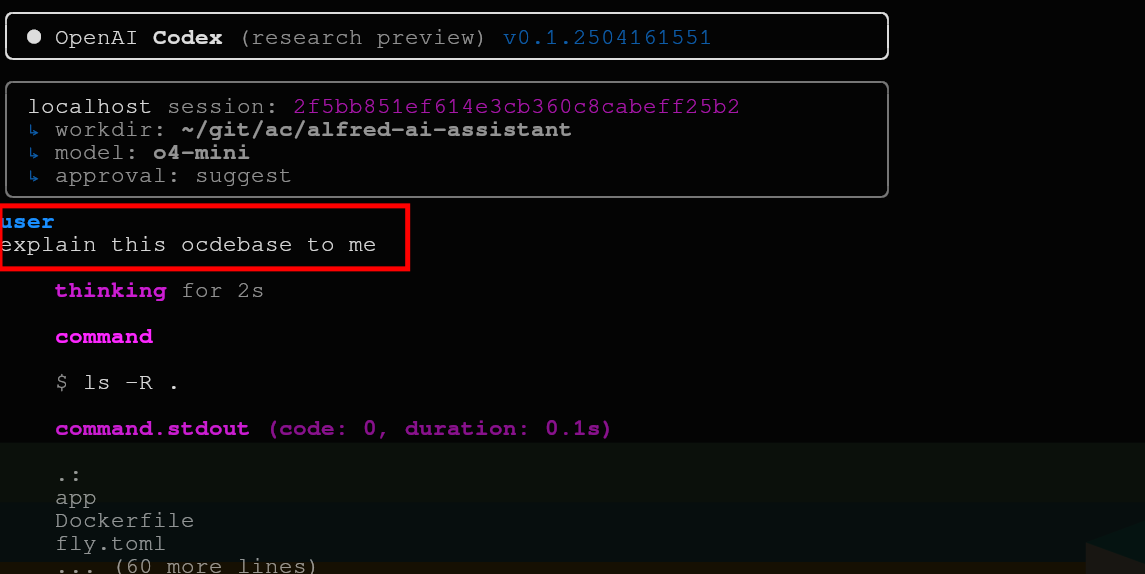 ● OpenAI Codex (research preview) v0.1.2504161551
localhost session: 2f5bb851ef614e3cb360c8cabeff25b2
↳ workdir: ~/git/ac/alfred-ai-assistant
↳ model: o4-mini
↳ approval: suggest
user
explain this ocdebase to me
thinking for 2s
command
$ ls -R .
command.stdout (code: 0, duration: 0.1s)
.:
app
Dockerfile
fly.toml
... (60 more lines)